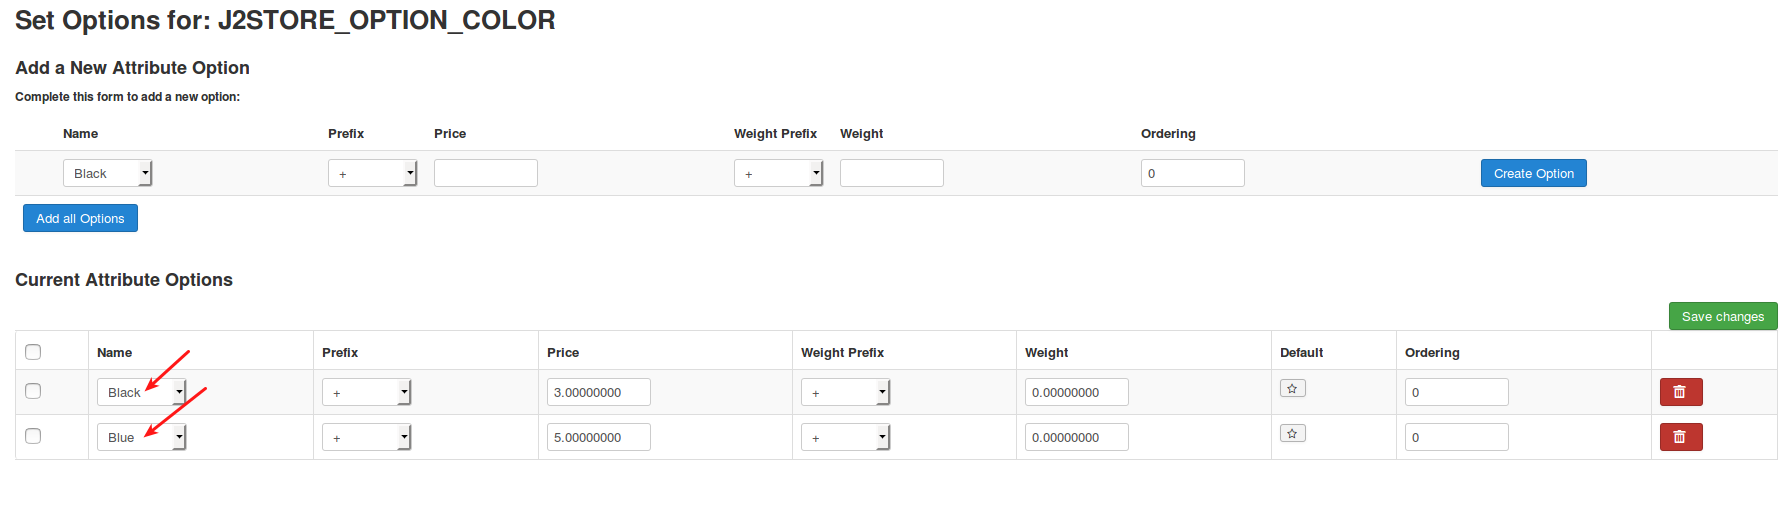 Set Options for: J2STORE_OPTION_COLOR
Add a New Attribute Option
Complete this form to add a new option:
Name Prefix Price Weight Prefix Weight Ordering
Black + + 0 Create Option
Add all Options
Current Attribute Options
Save changes
Name Prefix Price Weight Prefix Weight Default Ordering
Black + 3.00000000 + 0.00000000 0
Blue + 5.00000000 + 0.00000000 0